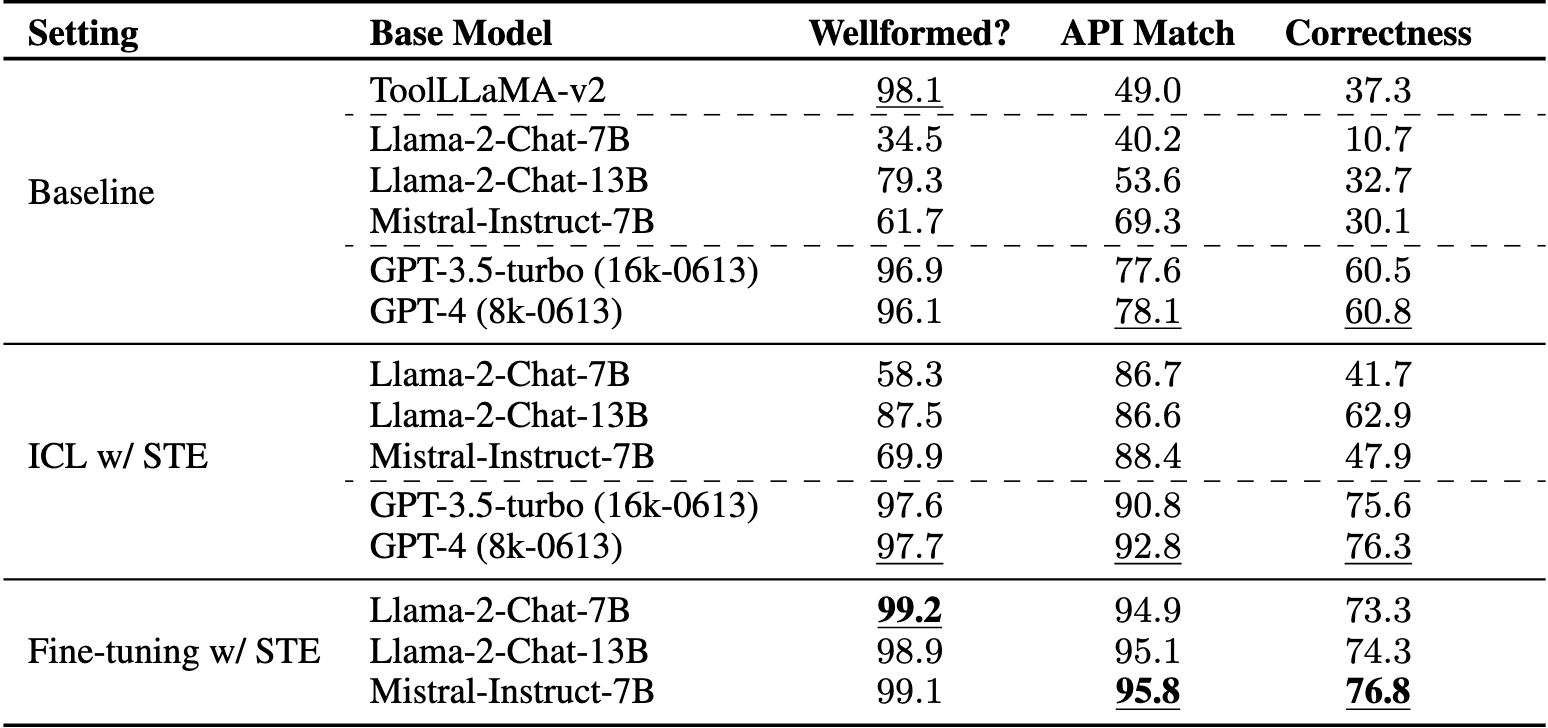 Setting Base Model Wellformed? API Match Correctness
ToolLLaMA-v2 98.1 49.0 37.3
Llama-2-Chat-7B 34.5 40.2 10.7
Llama-2-Chat-13B 79.3 53.6 32.7
Baseline
Mistral-Instruct-7B 61.7 69.3 30.1
GPT-3.5-turbo (16k-0613) 96.9 77.6 60.5
GPT-4 (8k-0613) 96.1 78.1 60.8
Llama-2-Chat-7B 58.3 86.7 41.7
Llama-2-Chat-13B 87.5 86.6 62.9
ICL w/ STE Mistral-Instruct-7B 69.9 88.4 47.9
GPT-3.5-turbo (16k-0613) 97.6 90.8 75.6
GPT-4 (8k-0613) 97.7 92.8 76.3
Llama-2-Chat-7B 99.2 94.9 73.3
Fine-tuning w/ STE Llama-2-Chat-13B 98.9 95.1 74.3
Mistral-Instruct-7B 99.1 95.8 76.8